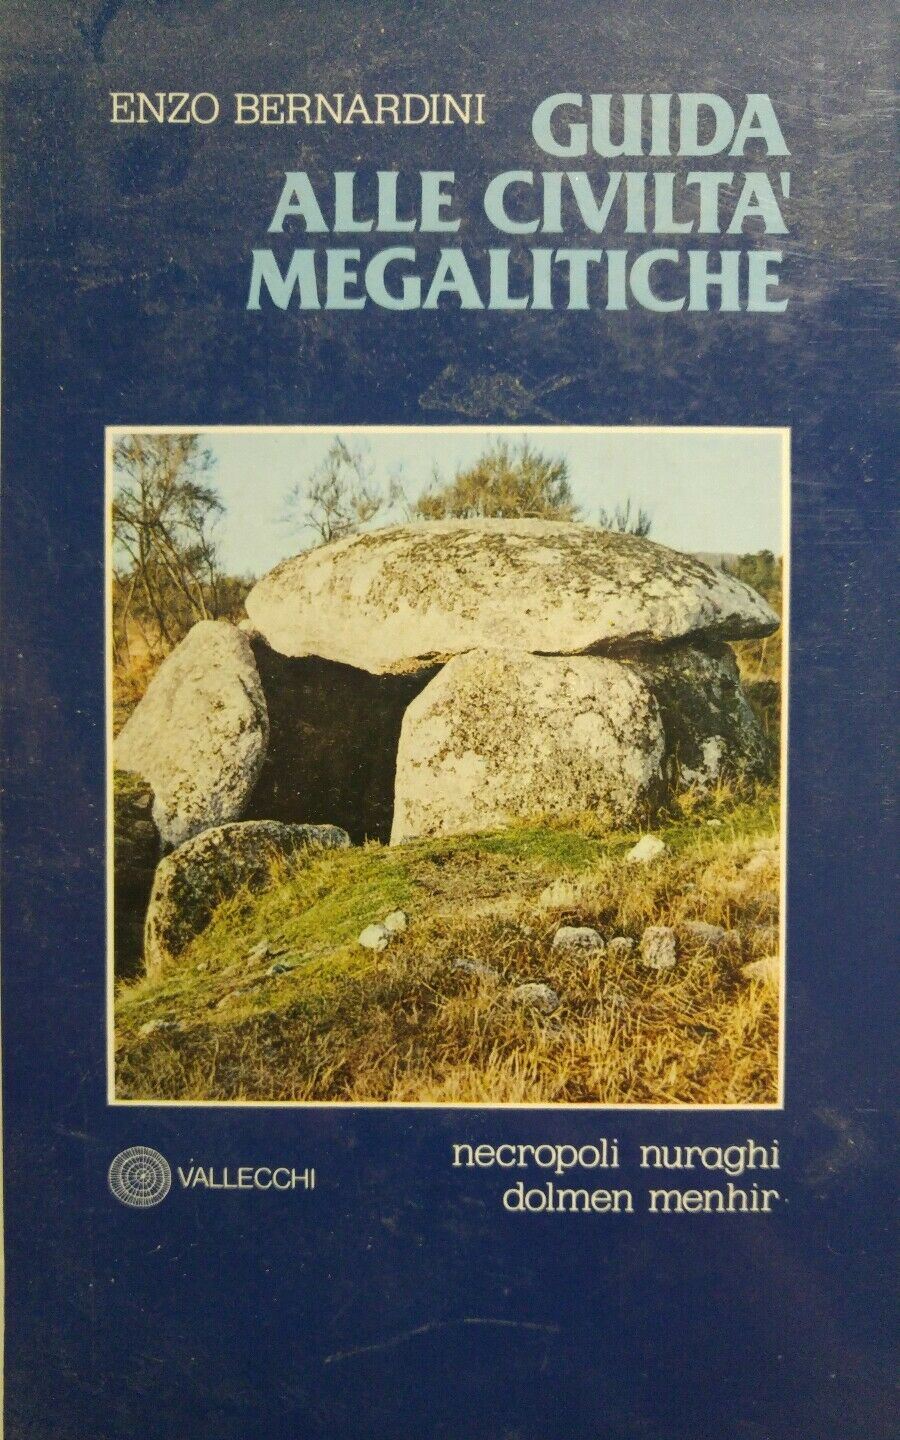 ENZO BERNARDINI
GUIDA
ALLE CIVILTA'
MEGALITICHE
VALLECCHI
necropoli nuraghi
dolmen menhir